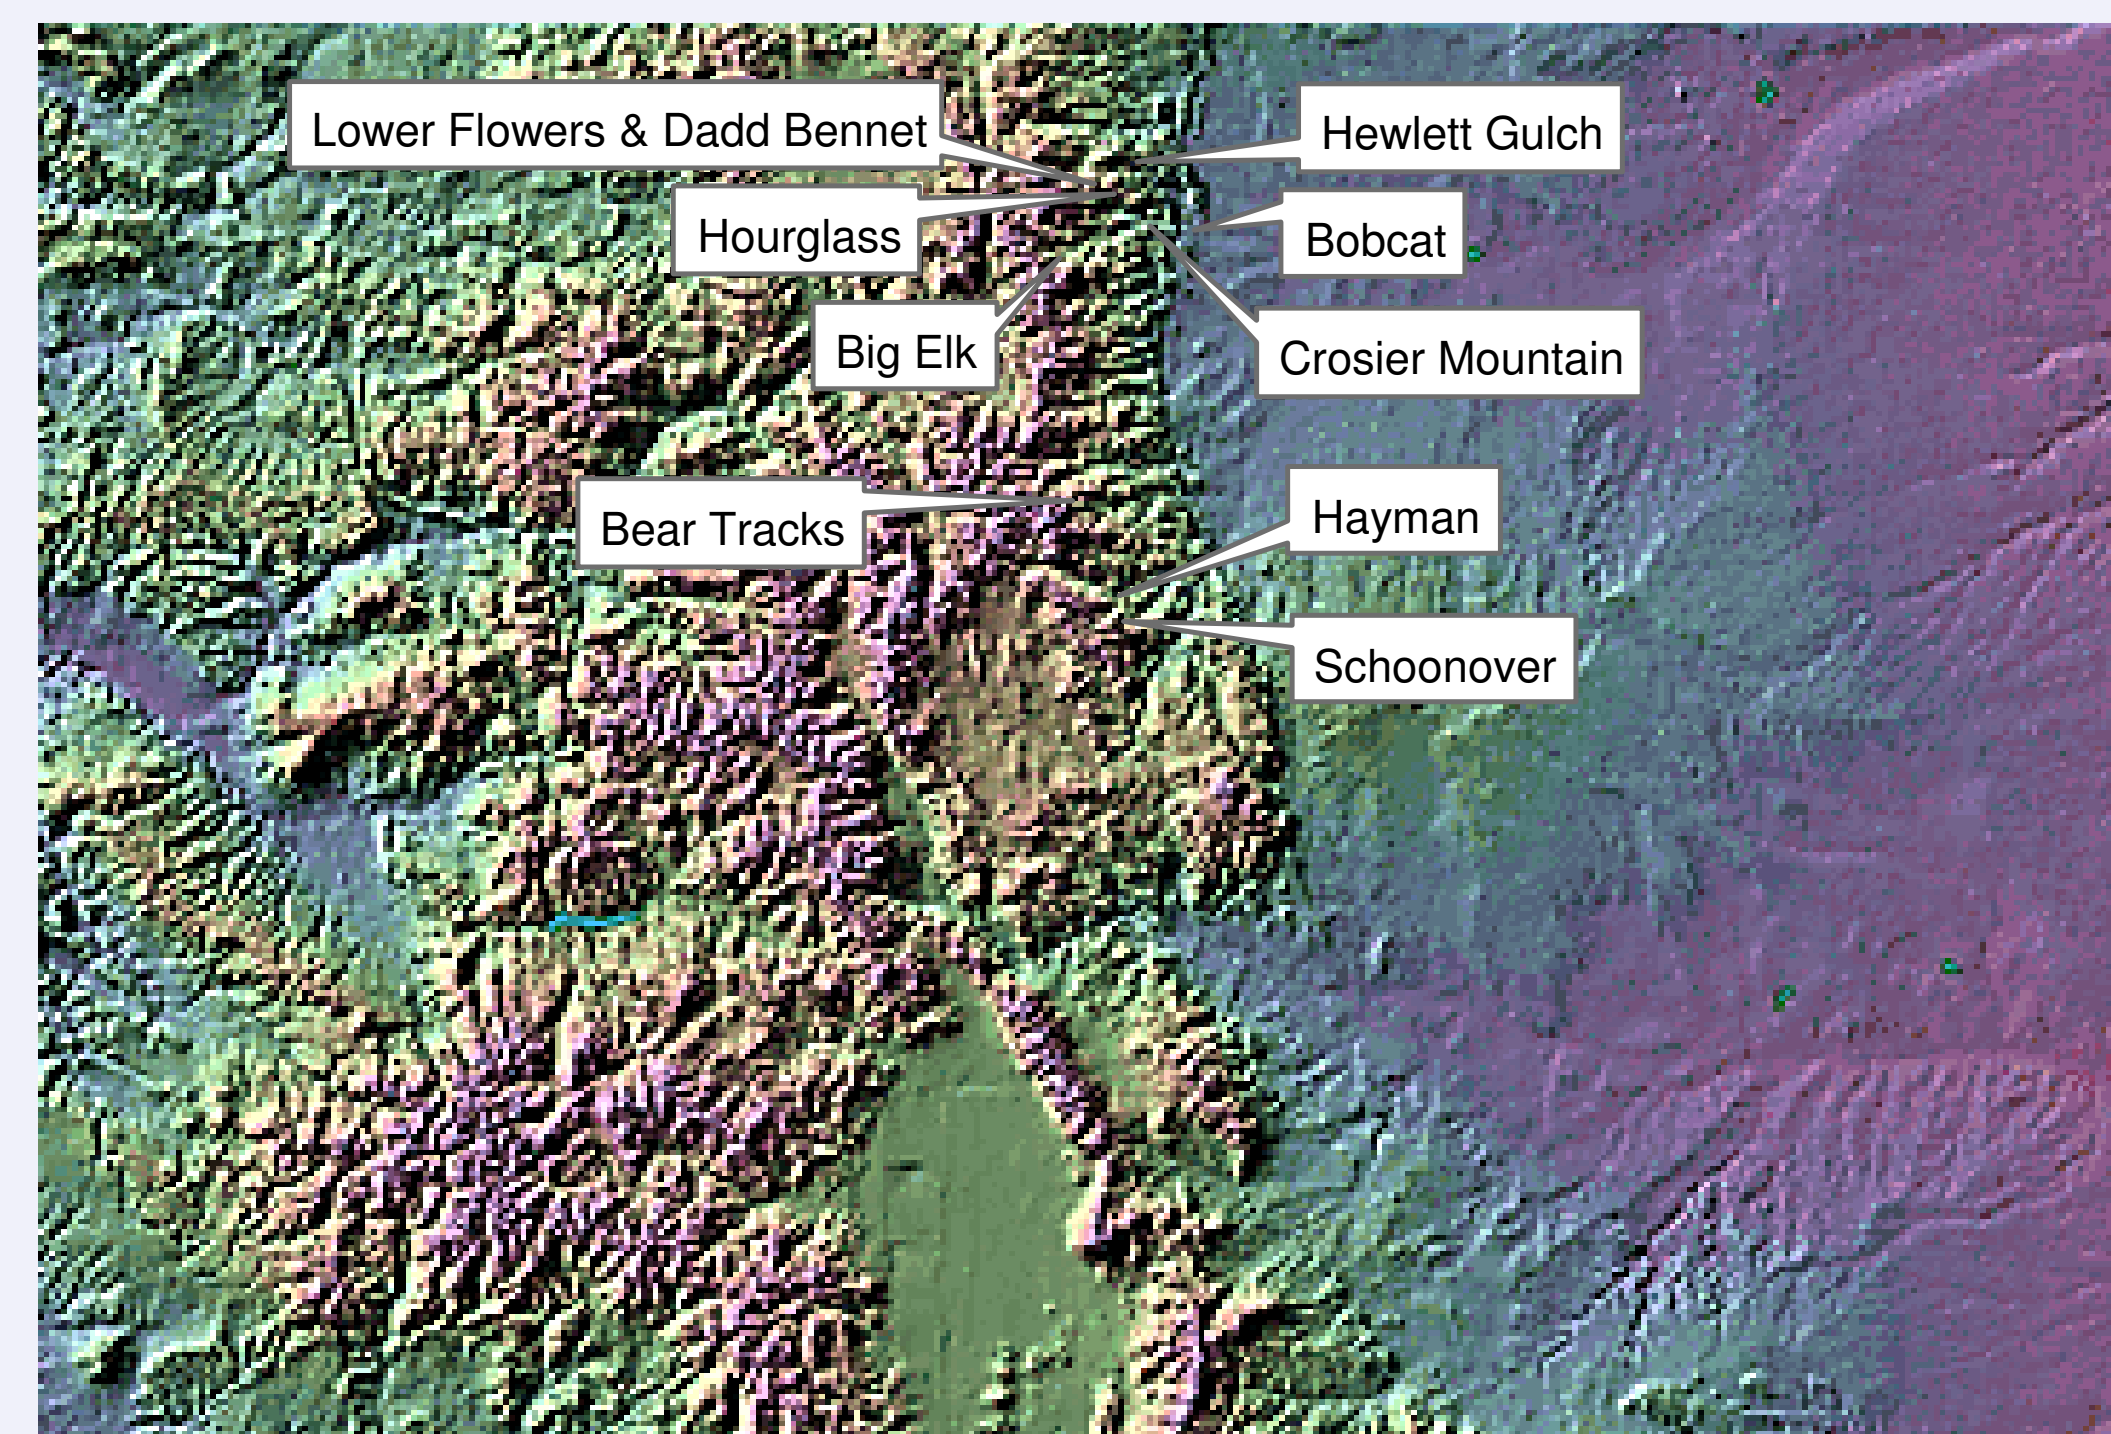 Lower Flowers & Dadd Bennet
Hewlett Gulch
Hourglass
Bobcat
Big Elk
Crosier Mountain
Bear Tracks
Hayman
Schoonover